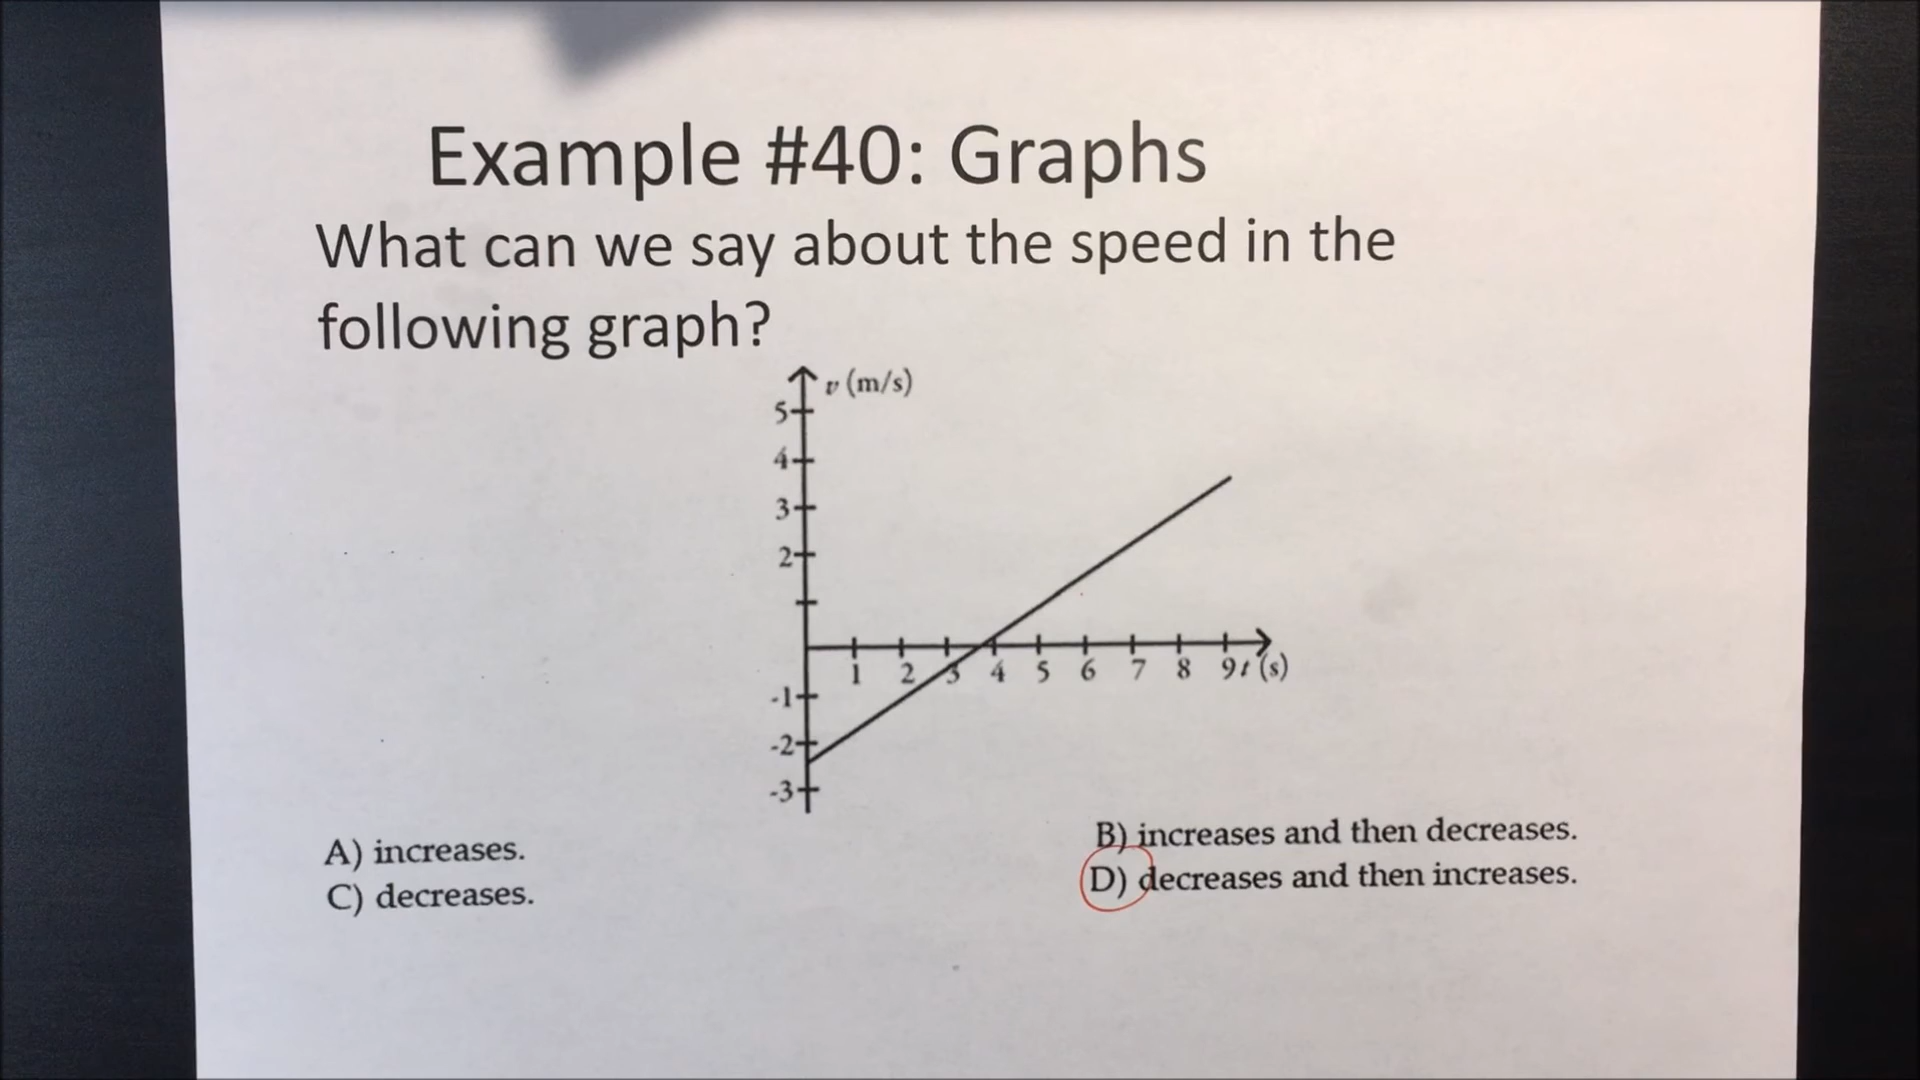 Example #40: Graphs
What can we say about the speed in the
following graph?
v (m/s)
5
4
3
2
1 2 3 4 5 6 7 8 9 t (s)
-1
-2
-3
A) increases.
B) increases and then decreases.
C) decreases.
D) decreases and then increases.